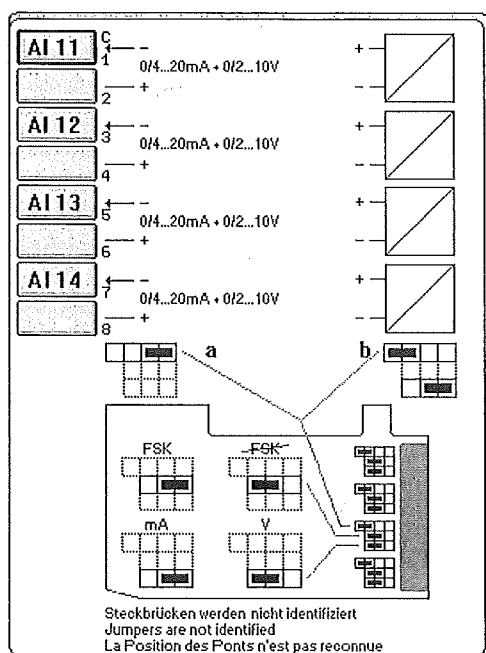 C
AI 11
1
−
0/4...20mA + 0/2...10V
+
2
+
−
AI 12
3
−
0/4...20mA + 0/2...10V
+
4
+
−
AI 13
5
−
0/4...20mA + 0/2...10V
+
6
+
−
AI 14
7
−
0/4...20mA + 0/2...10V
+
8
+
−
a
b
FSK
FSK
mA
V
Steckbrücken werden nicht identifiziert
Jumpers are not identified
La Position des Ponts n'est pas reconnue